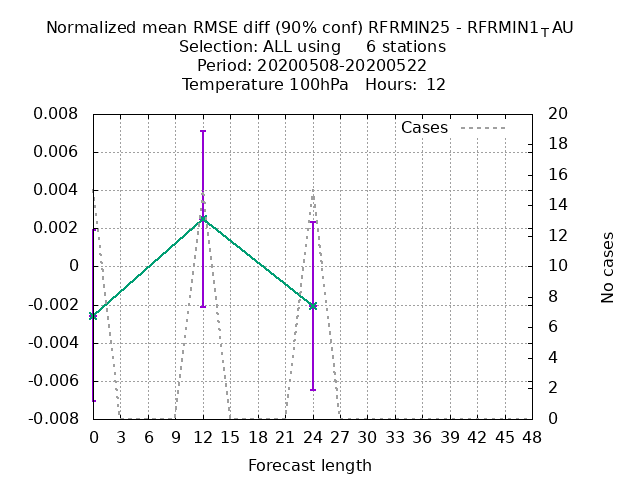 Normalized mean RMSE diff (90% conf) RFRMIN25 - RFRMIN1TAU
Selection: ALL using 6 stations
Period: 20200508-20200522
Temperature 100hPa Hours: 12
Cases
0.008
0.006
0.004
0.002
0
-0.002
-0.004
-0.006
-0.008
20
18
16
14
12
10
8
6
4
2
0
No cases
0 3 6 9 12 15 18 21 24 27 30 33 36 39 42 45 48
Forecast length